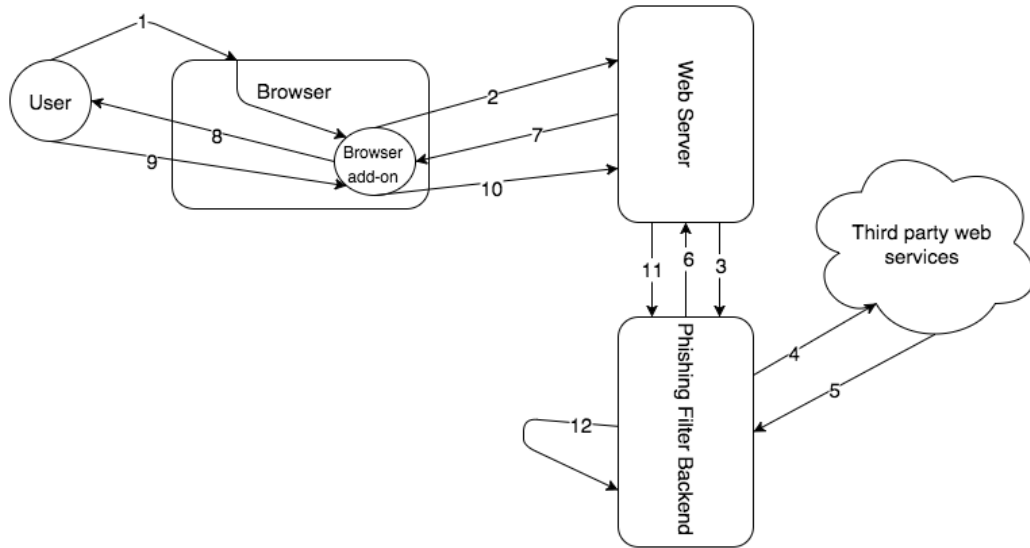 1
User
Browser
8
9
Browser
add-on
2
7
10
Web Server
11
6
3
Third party web
services
4
5
Phishing Filter Backend
12